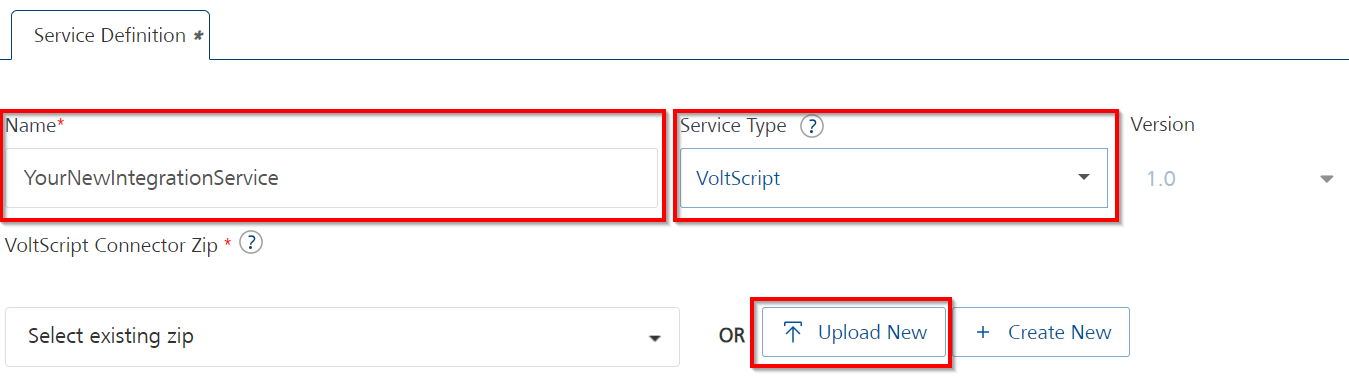 Service Definition *
Name* Service Type ? Version
YourNewIntegrationService VoltScript 1.0
VoltScript Connector Zip * ?
Select existing zip OR Upload New + Create New